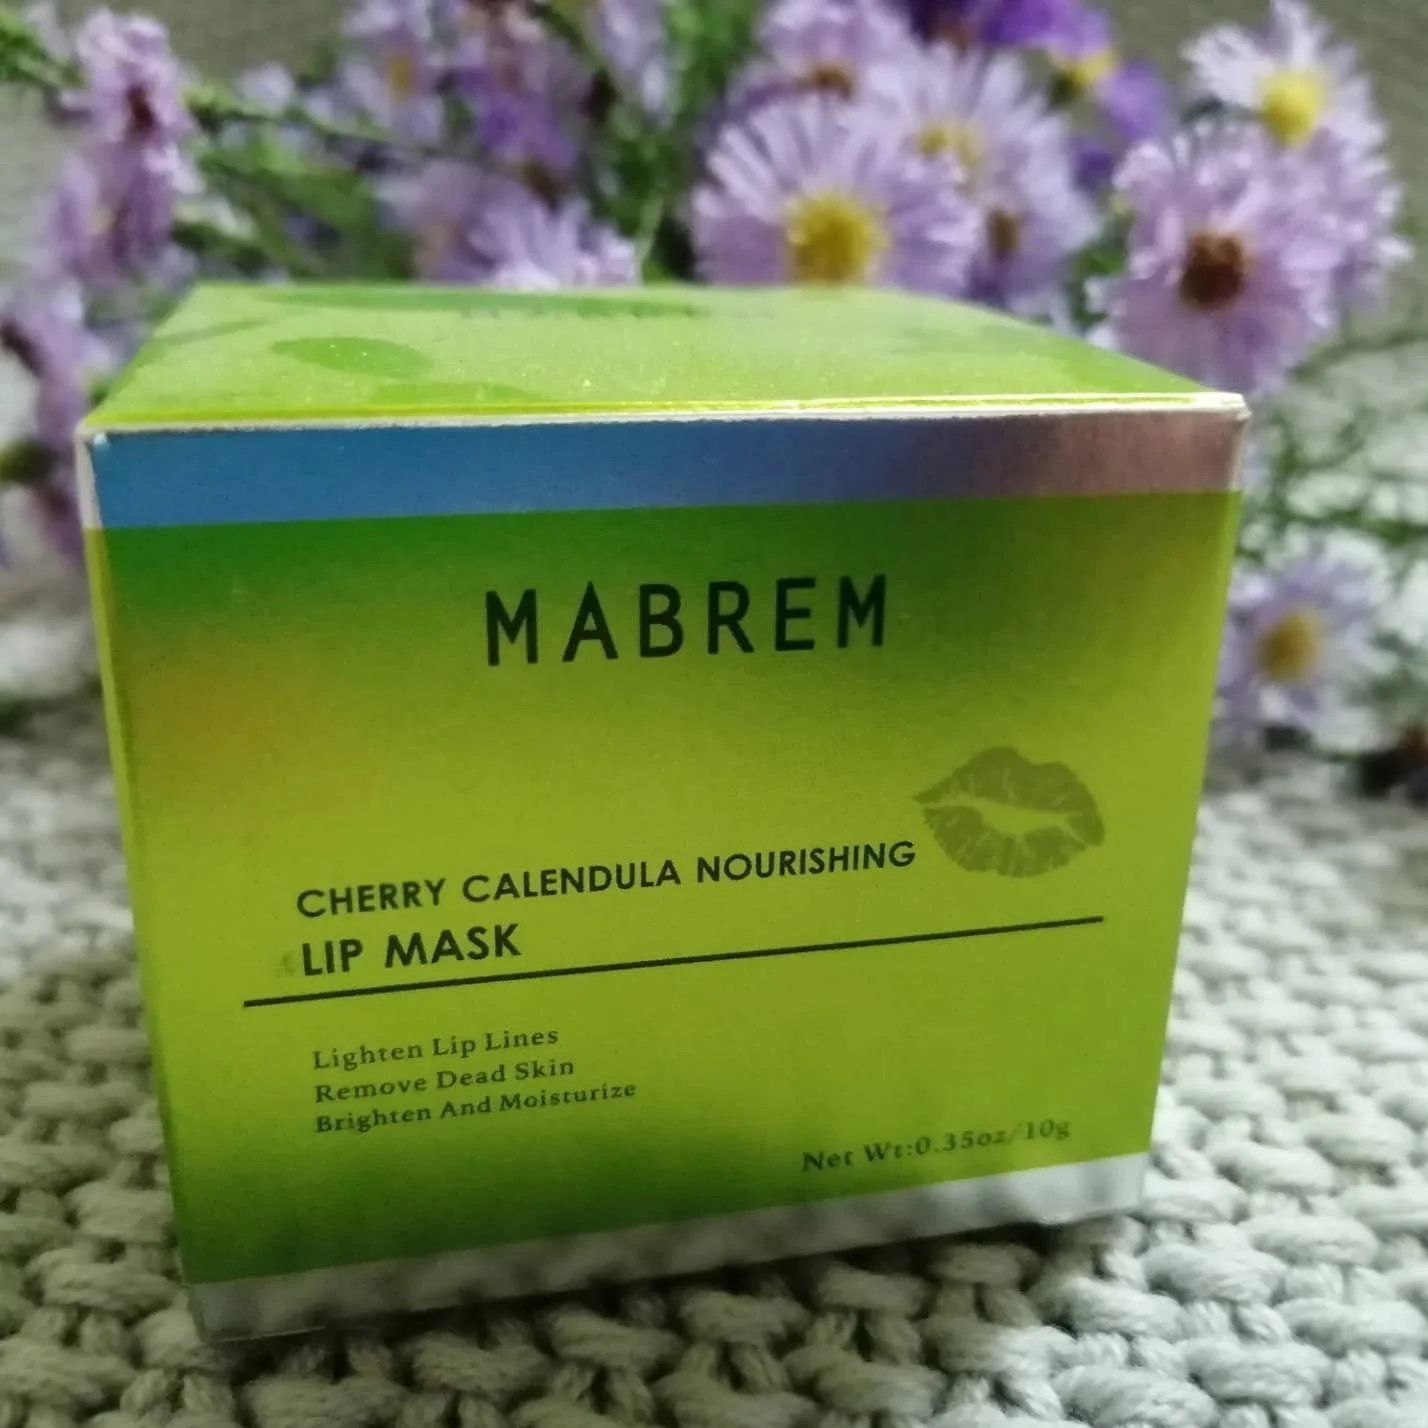 MABREM
CHERRY CALENDULA NOURISHING
LIP MASK
Lighten Lip Lines
Remove Dead Skin
Brighten And Moisturize
Net Wt:0.35oz/10g